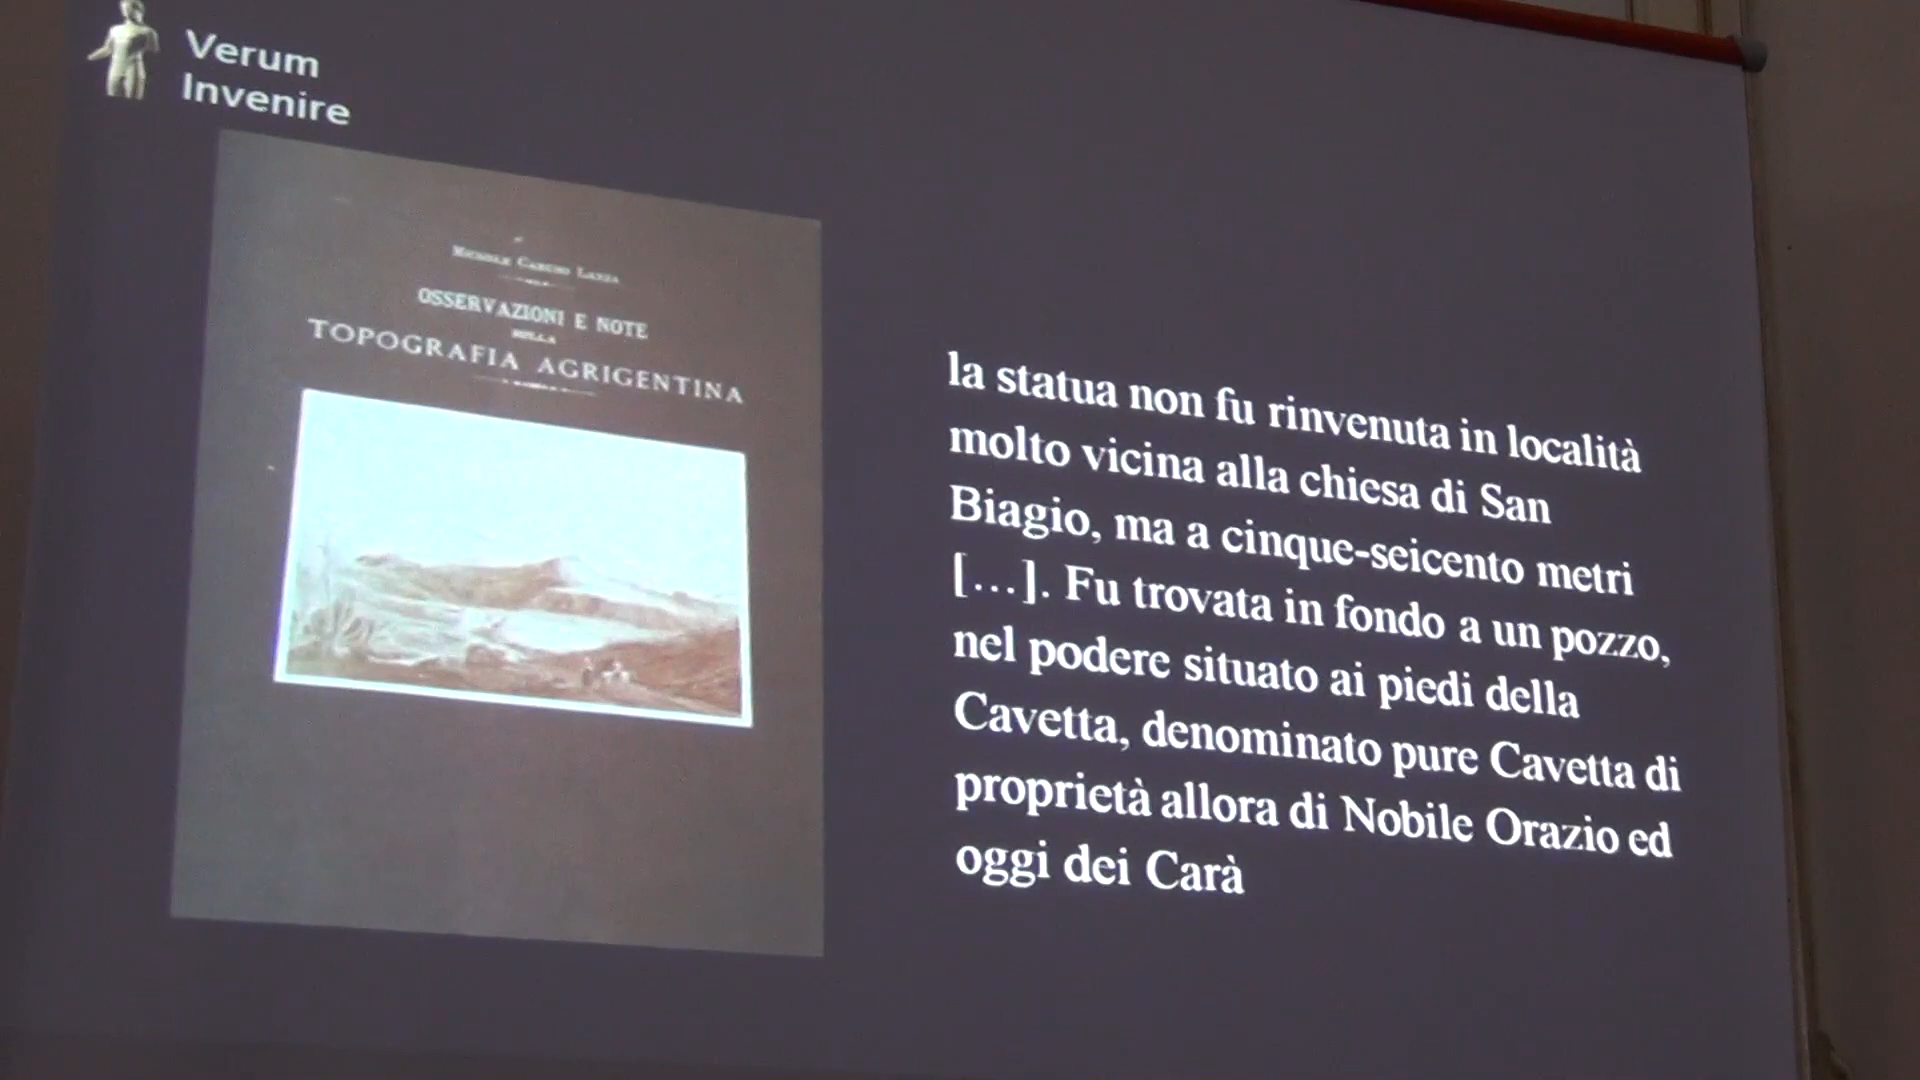 Verum
Invenire
OSSERVAZIONI E NOTE
SULLA
TOPOGRAFIA AGRIGENTINA
la statua non fu rinvenuta in località
molto vicina alla chiesa di San
Biagio, ma a cinque-seicento metri
[…]. Fu trovata in fondo a un pozzo,
nel podere situato ai piedi della
Cavetta, denominato pure Cavetta di
proprietà allora di Nobile Orazio ed
oggi dei Carà